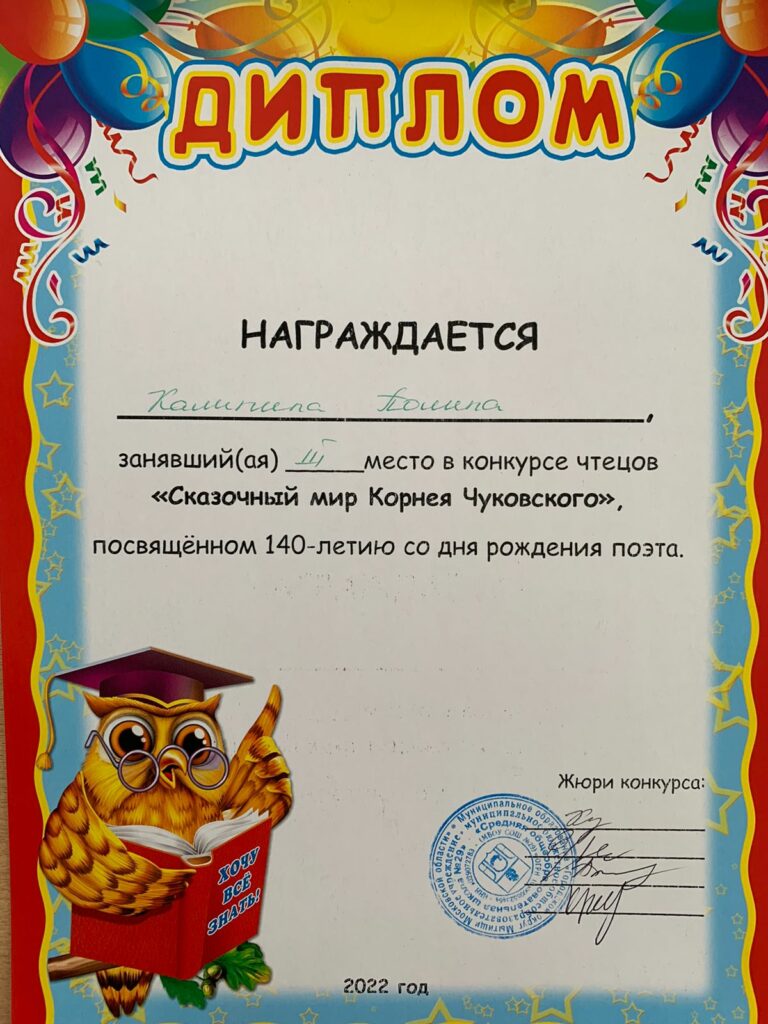 ДИПЛОМ
НАГРАЖДАЕТСЯ
Калинина Полина,
занявший(ая) III место в конкурсе чтецов
«Сказочный мир Корнея Чуковского»,
посвящённом 140-летию со дня рождения поэта.
ХОЧУ
ВСЁ
ЗНАТЬ!
Жюри конкурса:
2022 год